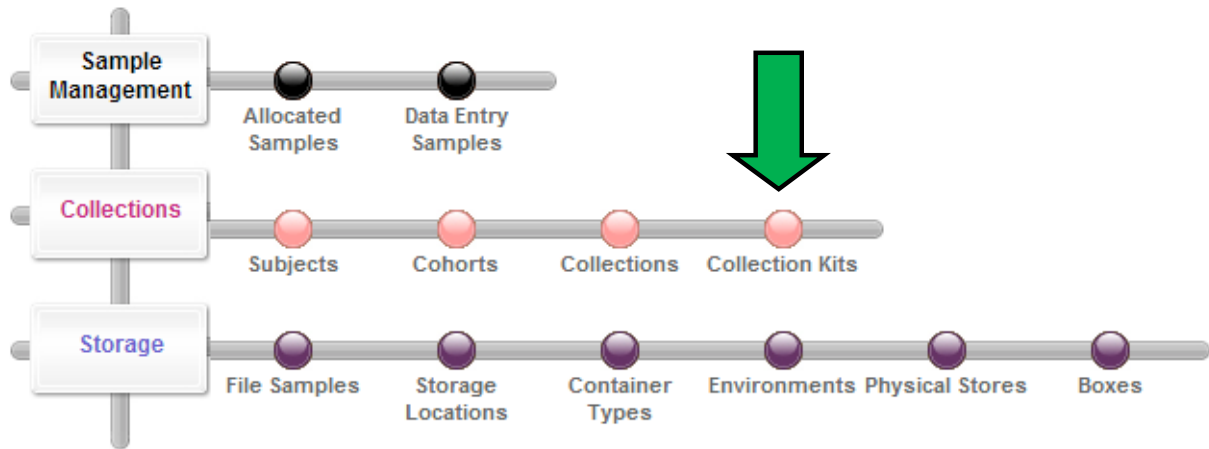 Sample
Management
Allocated
Samples
Data Entry
Samples
Collections
Subjects
Cohorts
Collections
Collection Kits
Storage
File Samples
Storage
Locations
Container
Types
Environments
Physical Stores
Boxes